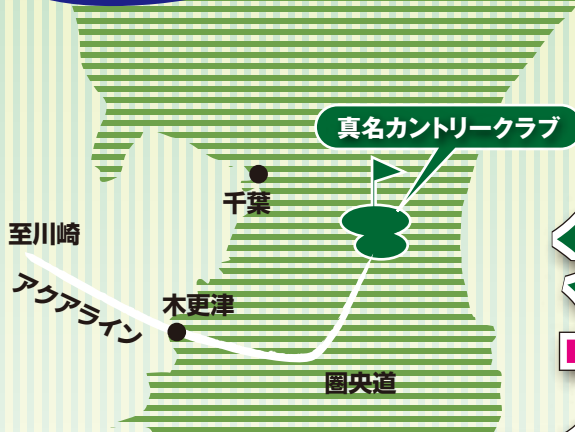 真名カントリークラブ
千葉
至川崎
アクアライン
木更津
圏央道